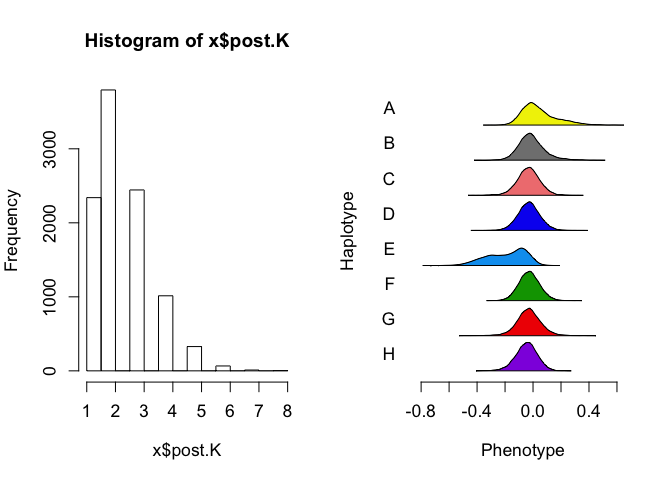 Histogram of x$post.K
Frequency
0
1000
2000
3000
1 2 3 4 5 6 7 8
x$post.K
Haplotype
A
B
C
D
E
F
G
H
-0.8 -0.4 0.0 0.4
Phenotype